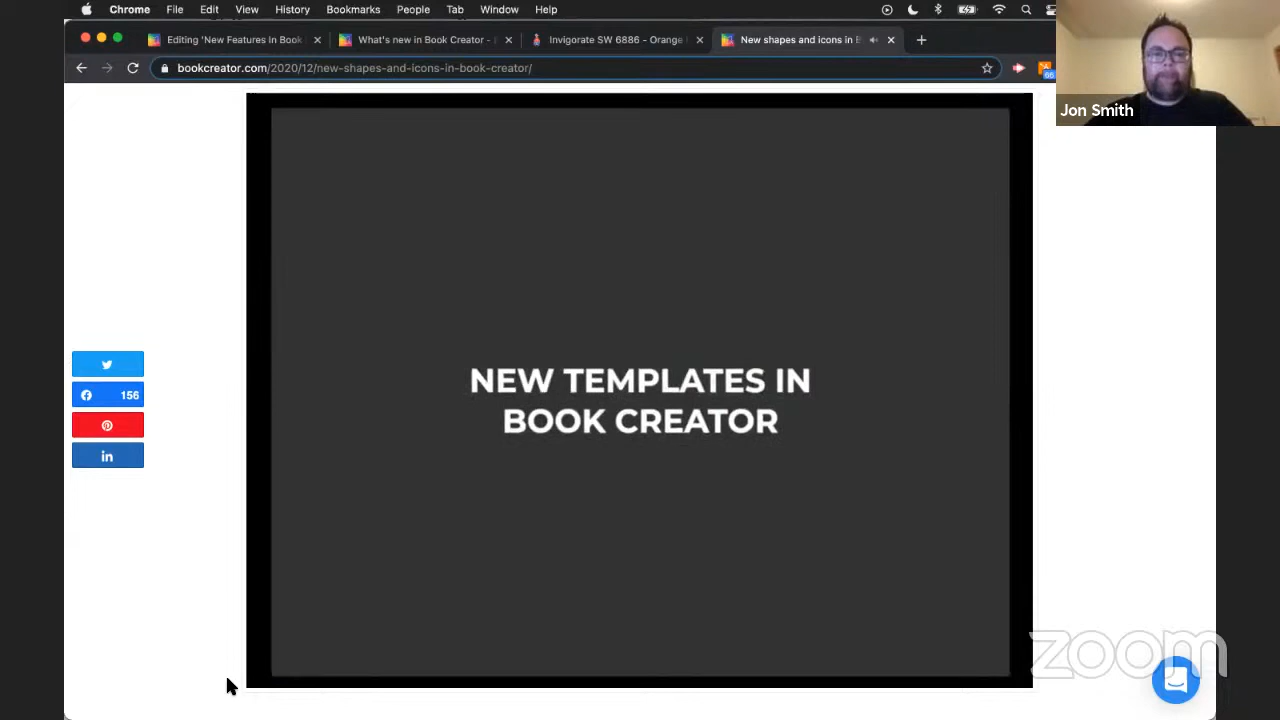 Chrome File Edit View History Bookmarks People Tab Window Help
Editing 'New Features In Book
What's new in Book Creator -
Invigorate SW 6886 - Orange
New shapes and icons in B
bookcreator.com/2020/12/new-shapes-and-icons-in-book-creator/
Jon Smith
156
in
NEW TEMPLATES IN
BOOK CREATOR
zoom